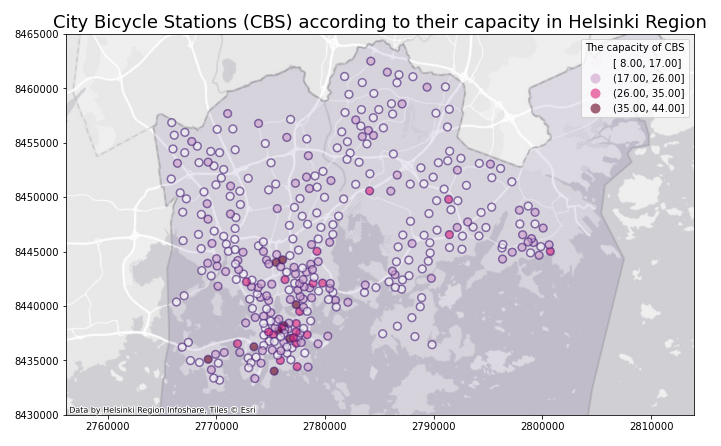 City Bicycle Stations (CBS) according to their capacity in Helsinki Region
8465000
8460000
8455000
8450000
8445000
8440000
8435000
8430000
The capacity of CBS
[ 8.00, 17.00]
(17.00, 26.00]
(26.00, 35.00]
(35.00, 44.00]
Data by Helsinki Region Infoshare, Tiles © Esri
2760000 2770000 2780000 2790000 2800000 2810000